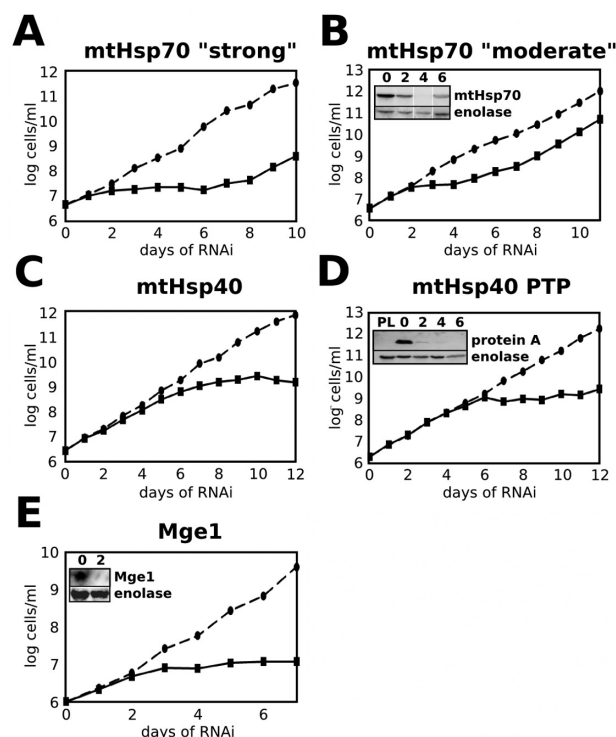 A
mtHsp70 "strong"
12
11
10
9
8
7
6
log cells/ml
0 2 4 6 8 10
days of RNAi
B
mtHsp70 "moderate"
13
12
11
10
9
8
7
6
log cells/ml
0 2 4 6
mtHsp70
enolase
0 2 4 6 8 10
days of RNAi
C
mtHsp40
12
11
10
9
8
7
6
log cells/ml
0 2 4 6 8 10 12
days of RNAi
D
mtHsp40 PTP
13
12
11
10
9
8
7
6
log cells/ml
PL 0 2 4 6
protein A
enolase
0 2 4 6 8 10 12
days of RNAi
E
Mge1
10
9
8
7
6
log cells/ml
0 2
Mge1
enolase
0 2 4 6
days of RNAi